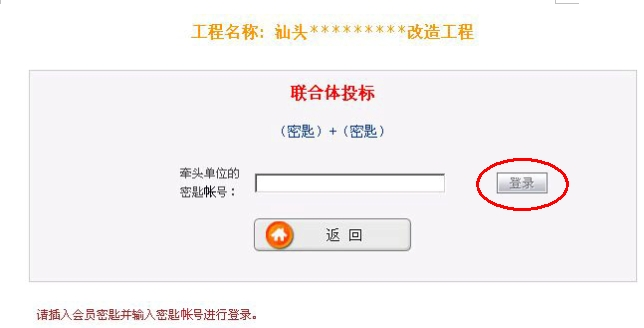 工程名称: 汕头*********改造工程
联合体投标
（密匙）+（密匙）
牵头单位的
密匙帐号：
登录
返 回
请插入会员密匙并输入密匙帐号进行登录。